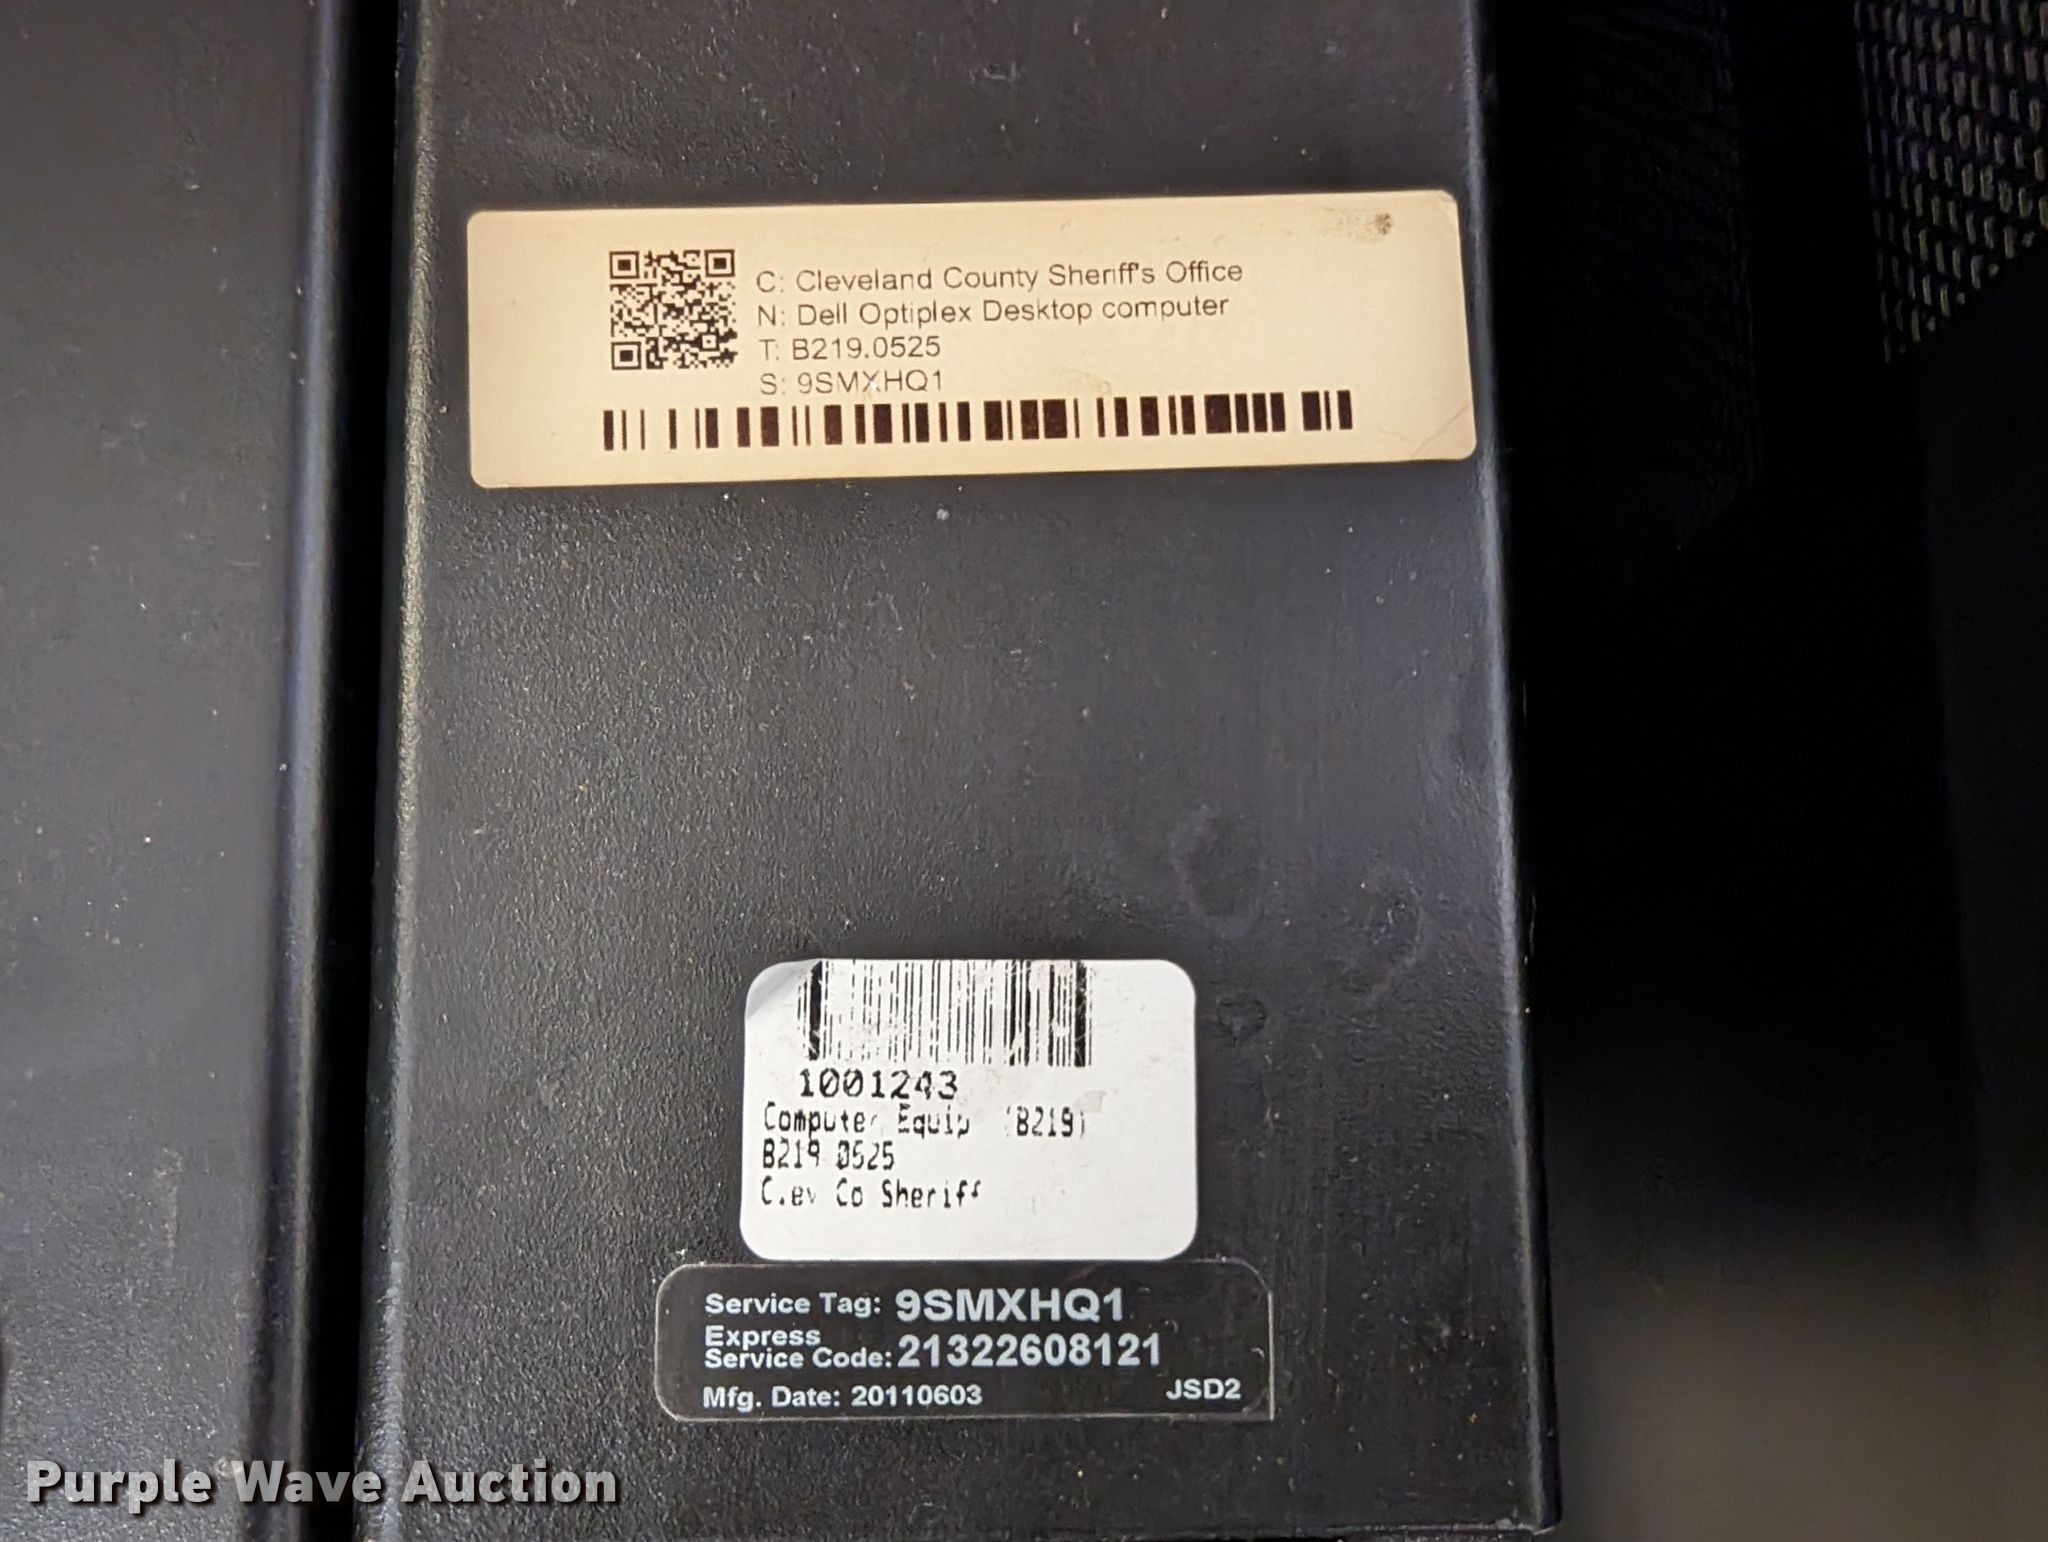 C: Cleveland County Sheriff's Office
N: Dell Optiplex Desktop computer
T: B219.0525
S: 9SMXHQ1
1001243
Computer Equip (B219)
B219 0525
C.ev Co Sheriff
Service Tag: 9SMXHQ1
Express
Service Code: 21322608121
Mfg. Date: 20110603 JSD2
Purple Wave Auction